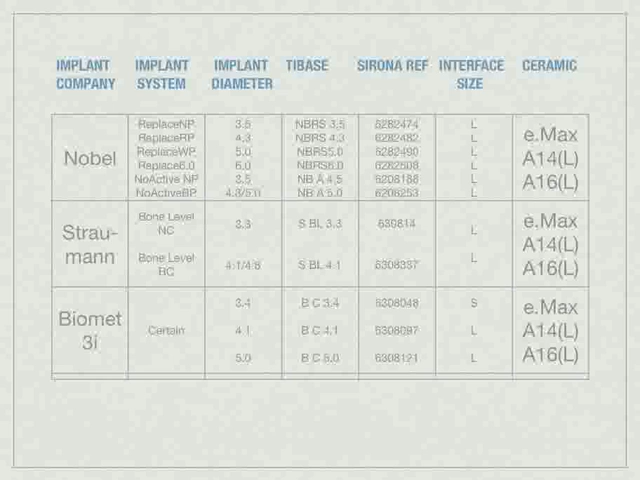 IMPLANT COMPANY IMPLANT SYSTEM IMPLANT DIAMETER TIBASE SIRONA REF INTERFACE SIZE CERAMIC
Nobel
ReplaceNP 3.5 NBRS 3.5 6282474 L
ReplaceRP 4.3 NBRS 4.3 6282482 L
ReplaceWP 5.0 NBRS5.0 6282490 L
Replace6.0 6.0 NBRS6.0 6282508 L
NoActive NP 3.5 NB A 4.5 6208188 L
NoActiveRP 4.3/5.0 NB A 5.0 6208253 L
e.Max
A14(L)
A16(L)
Strau-
mann
Bone Level
NC
3.3 S BL 3.3 L
Bone Level
RC
4.1/4.8 S BL 4.1 6308337 L
e.Max
A14(L)
A16(L)
Biomet
3i
Certain
3.4 B C 3.4 6308048 S
4.1 B C 4.1 6308097 L
5.0 B C 5.0 6308121 L
e.Max
A14(L)
A16(L)